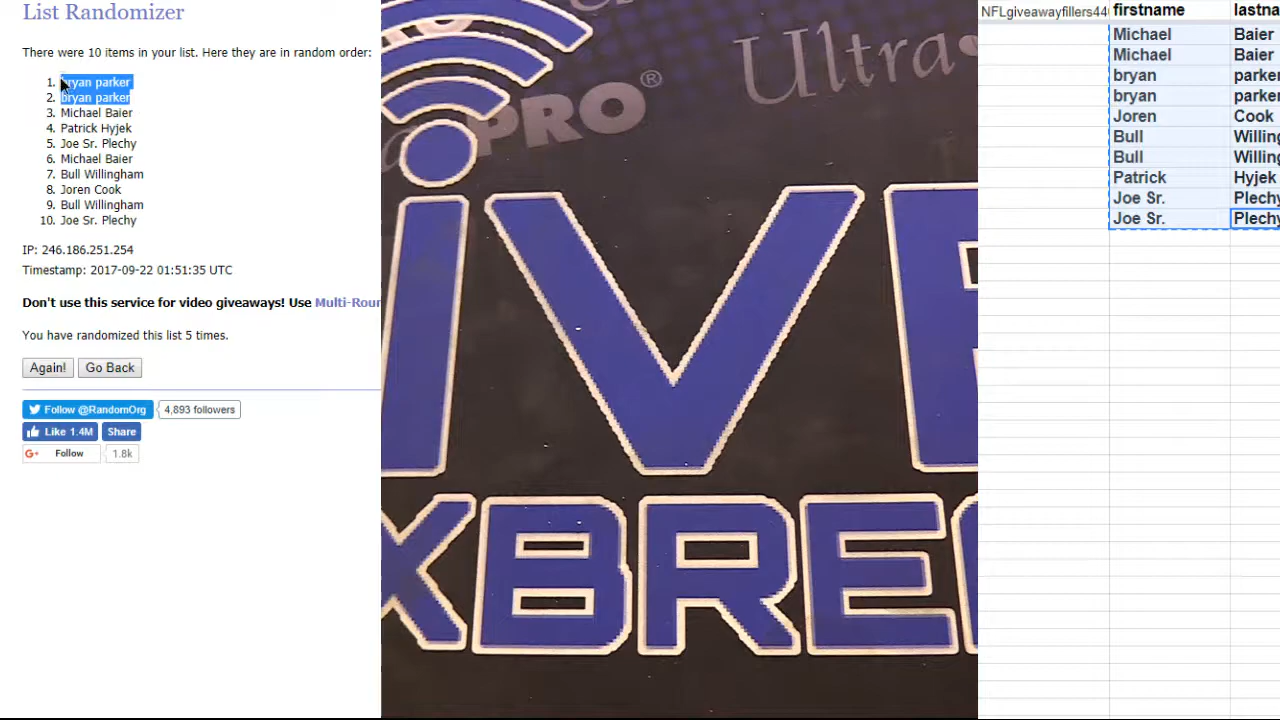 List Randomizer
There were 10 items in your list. Here they are in random order:
1. bryan parker
2. bryan parker
3. Michael Baier
4. Patrick Hyjek
5. Joe Sr. Plechy
6. Michael Baier
7. Bull Willingham
8. Joren Cook
9. Bull Willingham
10. Joe Sr. Plechy
IP: 246.186.251.254
Timestamp: 2017-09-22 01:51:35 UTC
Don't use this service for video giveaways! Use Multi-Roun
You have randomized this list 5 times.
Again! Go Back
Follow @RandomOrg 4,893 followers
Like 1.4M Share
G+ Follow 1.8k
Ultra
PRO®
iVE
XBRE
NFLgiveawayfillers44 firstname lastna
Michael Baier
Michael Baier
bryan parke
bryan parke
Joren Cook
Bull Willing
Bull Willing
Patrick Hyjek
Joe Sr. Plechy
Joe Sr. Plechy